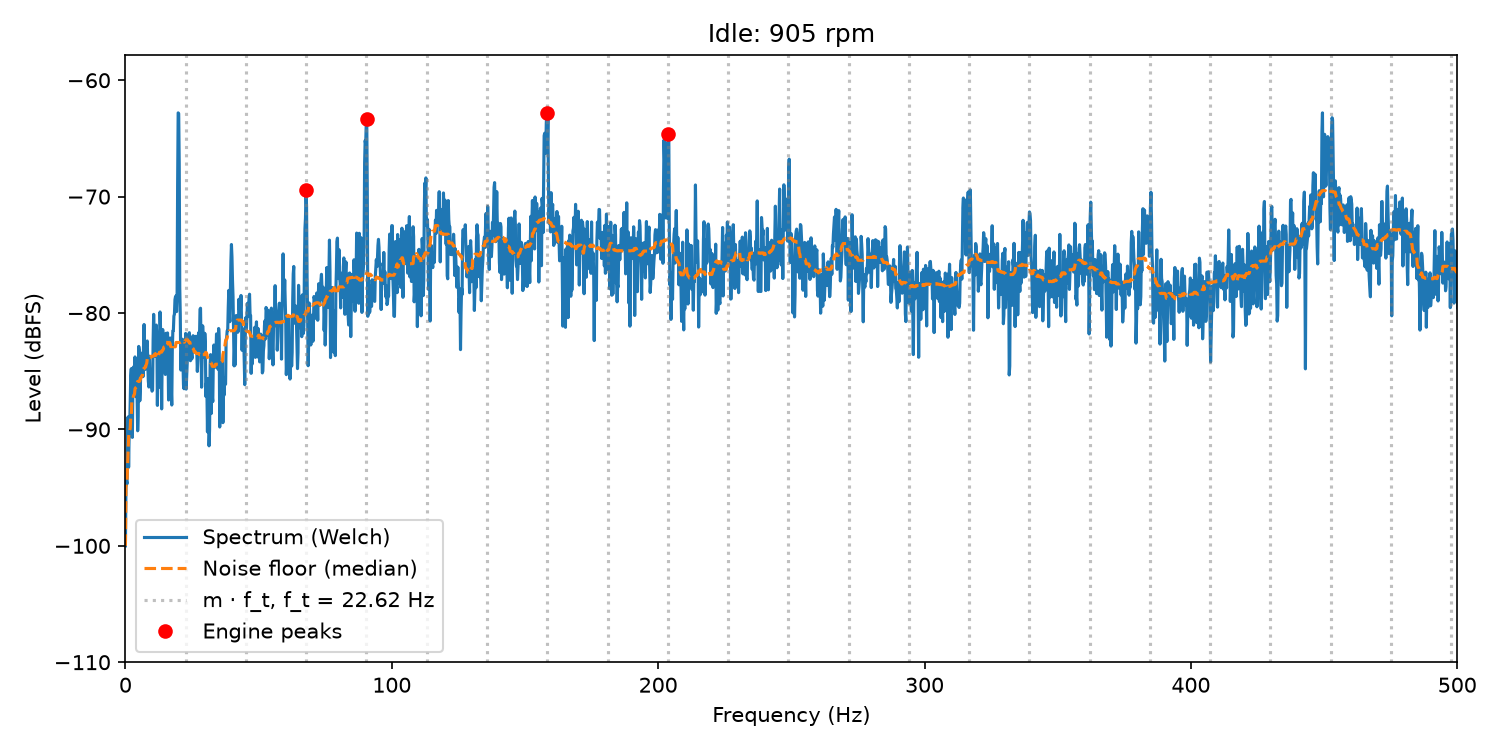 Idle: 905 rpm
Level (dBFS)
−60
−70
−80
−90
−100
−110
Spectrum (Welch)
Noise floor (median)
m · f_t, f_t = 22.62 Hz
Engine peaks
0 100 200 300 400 500
Frequency (Hz)